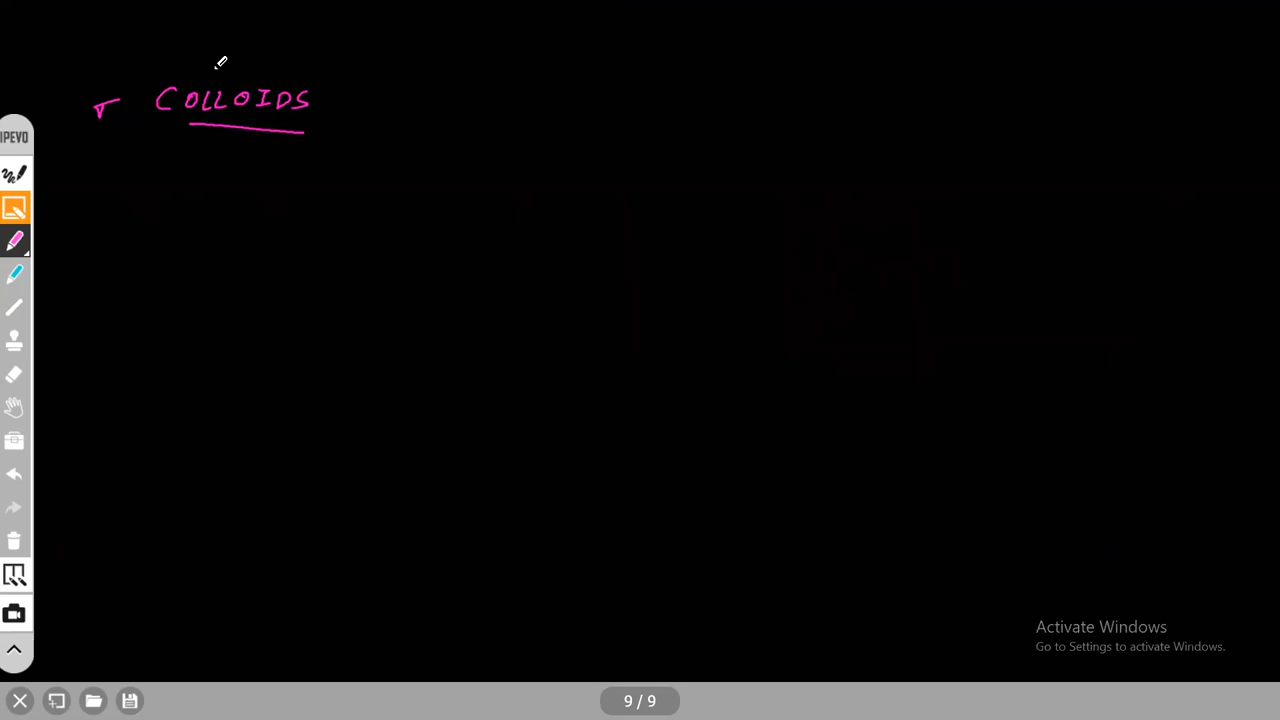 COLLOIDS
IPEVO
Activate Windows
Go to Settings to activate Windows.
9 / 9